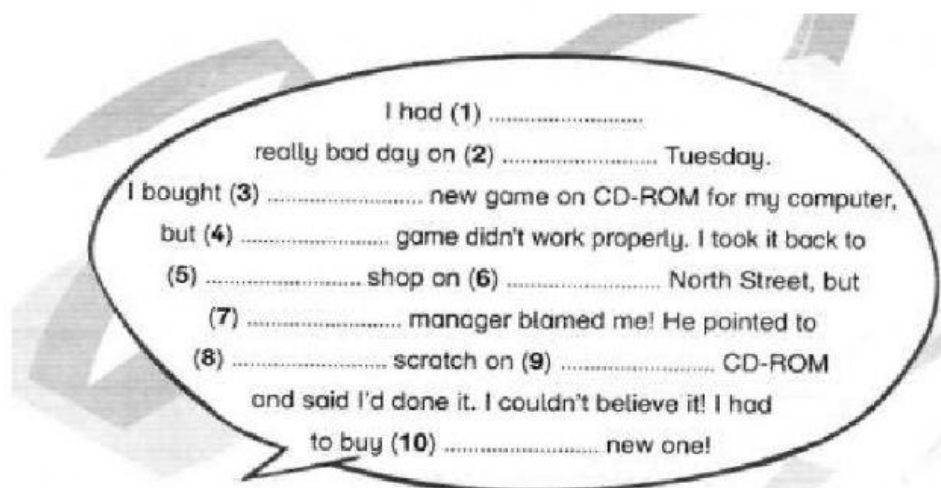 I had (1) ..........................
really bad day on (2) .......................... Tuesday.
I bought (3) .......................... new game on CD-ROM for my computer,
but (4) .......................... game didn't work properly. I took it back to
(5) .......................... shop on (6) .......................... North Street, but
(7) .......................... manager blamed me! He pointed to
(8) .......................... scratch on (9) .......................... CD-ROM
and said I'd done it. I couldn't believe it! I had
to buy (10) .......................... new one!